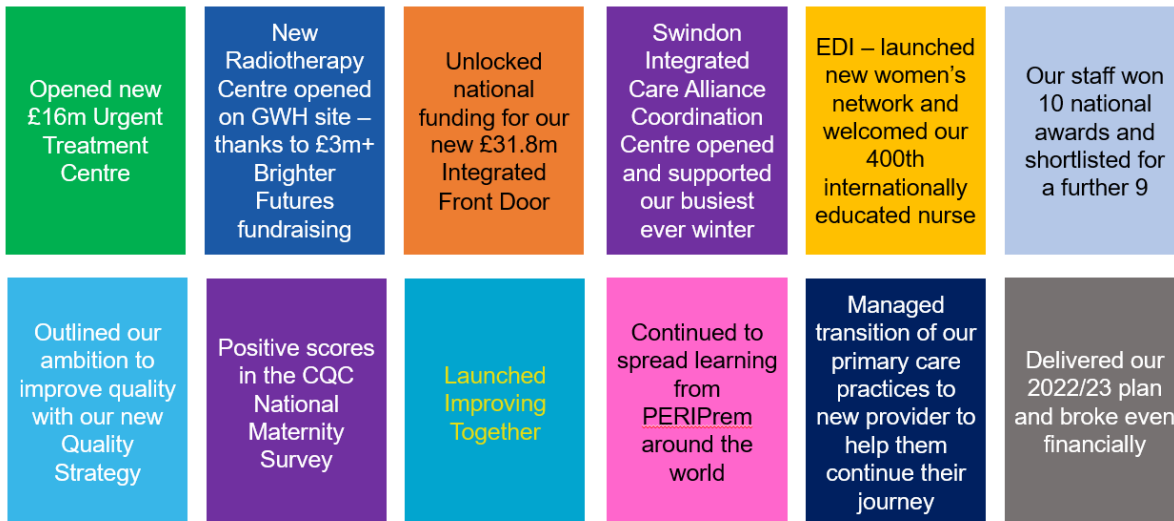 Opened new
£16m Urgent
Treatment
Centre
New
Radiotherapy
Centre opened
on GWH site –
thanks to £3m+
Brighter
Futures
fundraising
Unlocked
national
funding for our
new £31.8m
Integrated
Front Door
Swindon
Integrated
Care Alliance
Coordination
Centre opened
and supported
our busiest
ever winter
EDI – launched
new women’s
network and
welcomed our
400th
internationally
educated nurse
Our staff won
10 national
awards and
shortlisted for
a further 9
Outlined our
ambition to
improve quality
with our new
Quality
Strategy
Positive scores
in the CQC
National
Maternity
Survey
Launched
Improving
Together
Continued to
spread learning
from
PERIPrem
around the
world
Managed
transition of our
primary care
practices to
new provider to
help them
continue their
journey
Delivered our
2022/23 plan
and broke even
financially